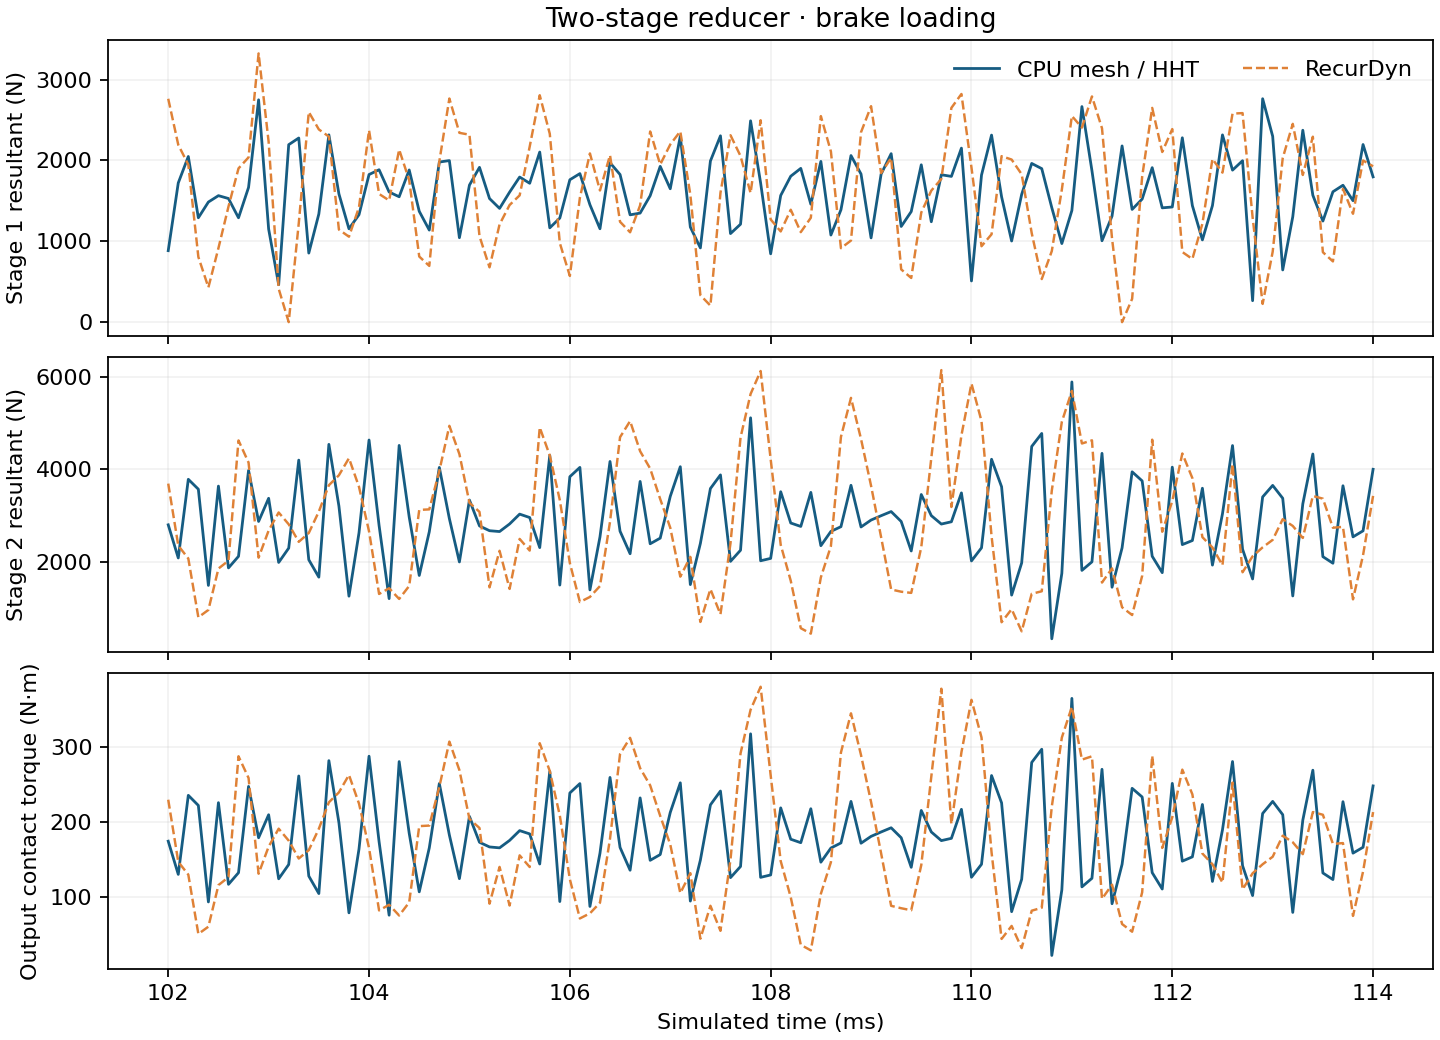 Two-stage reducer · brake loading
Stage 1 resultant (N)
3000
2000
1000
0
CPU mesh / HHT
RecurDyn
Stage 2 resultant (N)
6000
4000
2000
Output contact torque (N·m)
300
200
100
102 104 106 108 110 112 114
Simulated time (ms)